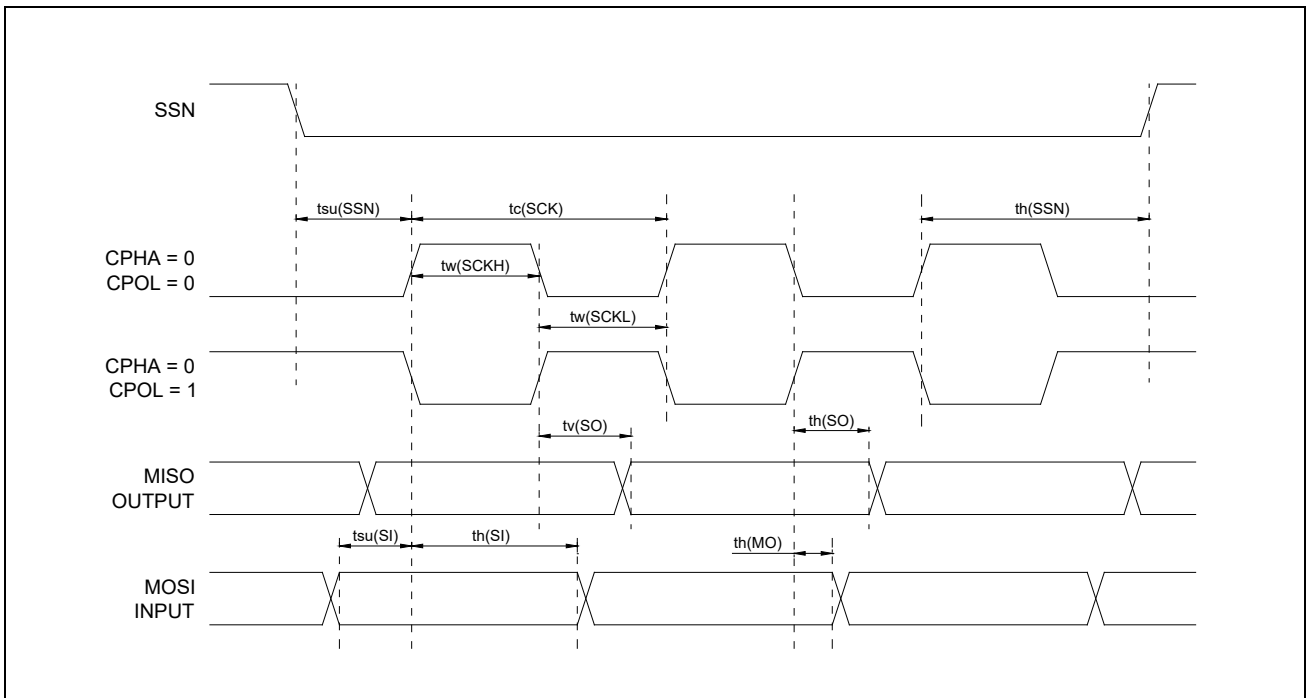 SSN
tsu(SSN)
tc(SCK)
th(SSN)
CPHA = 0
CPOL = 0
tw(SCKH)
tw(SCKL)
CPHA = 0
CPOL = 1
tv(SO)
th(SO)
MISO
OUTPUT
tsu(SI)
th(SI)
th(MO)
MOSI
INPUT